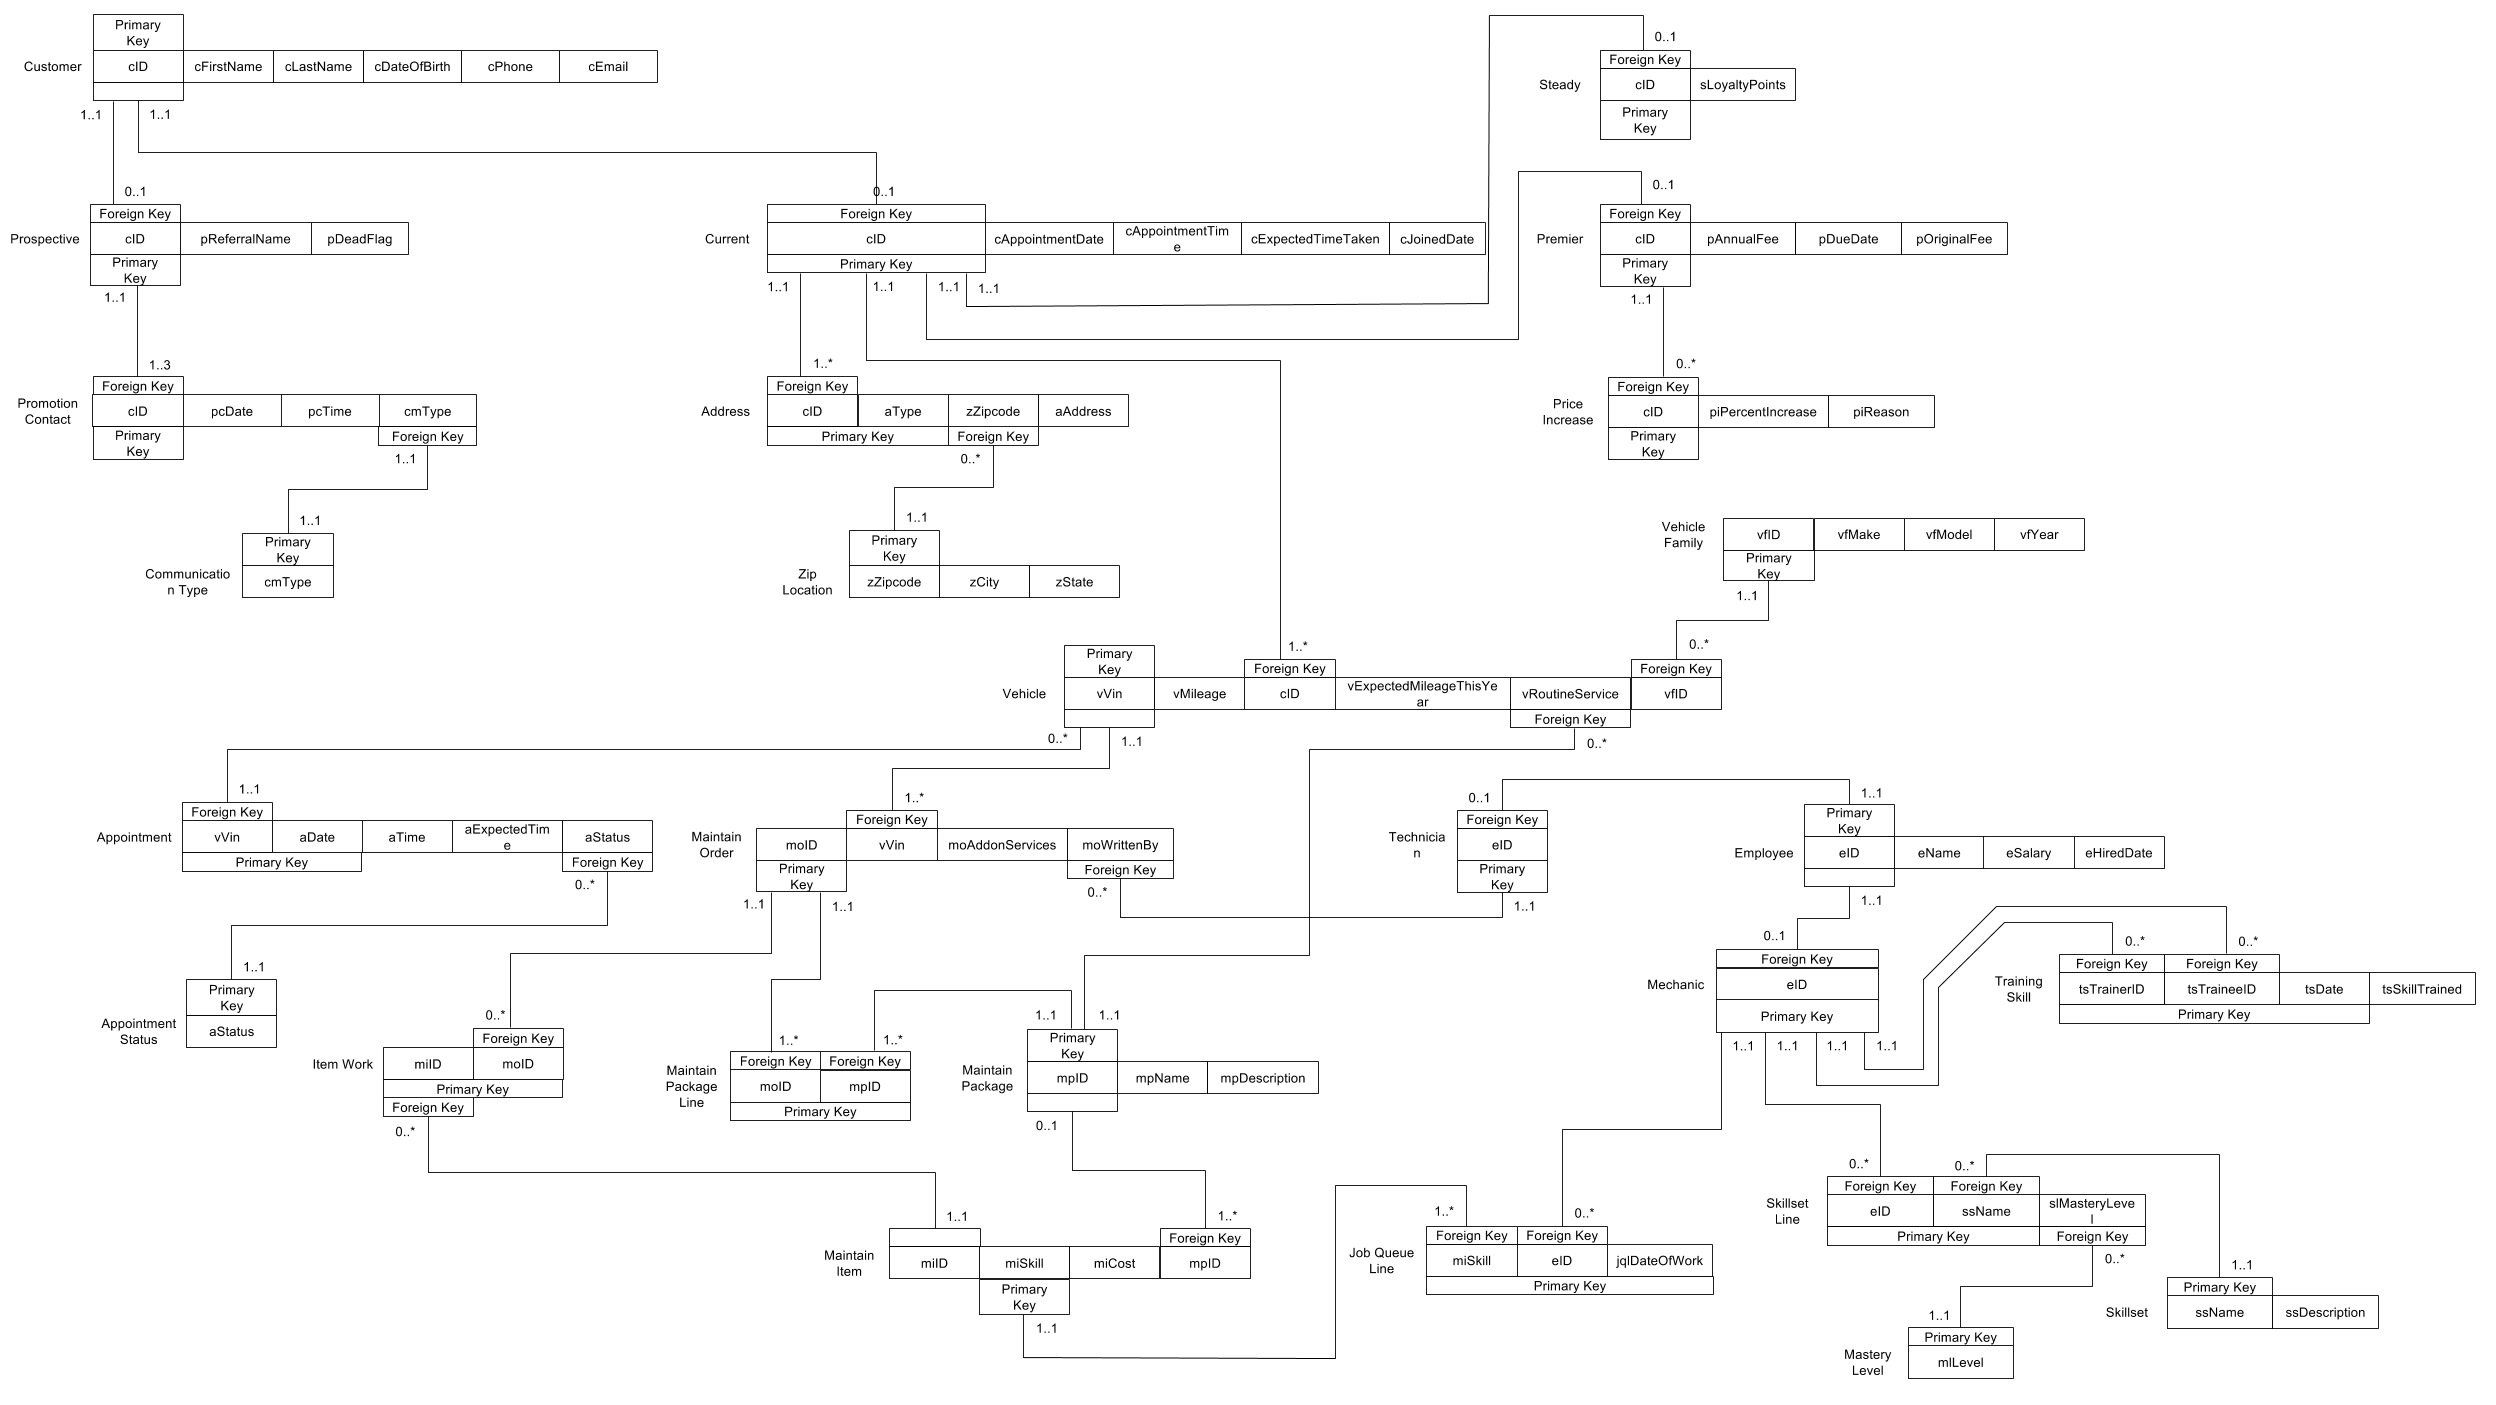 Primary
Key
Customer
cID
cFirstName
cLastName
cDateOfBirth
cPhone
cEmail
1..1
1..1
0..1
Steady
Foreign Key
cID
sLoyaltyPoints
Primary
Key
0..1
Prospective
Foreign Key
cID
pReferralName
pDeadFlag
Primary
Key
1..1
0..1
Current
Foreign Key
cID
cAppointmentDate
cAppointmentTim
e
cExpectedTimeTaken
cJoinedDate
Primary Key
1..1
1..1
1..1
1..1
0..1
Premier
Foreign Key
cID
pAnnualFee
pDueDate
pOriginalFee
Primary
Key
1..1
1..3
Promotion
Contact
Foreign Key
cID
pcDate
pcTime
cmType
Primary
Key
Foreign Key
1..1
1..*
Address
Foreign Key
cID
aType
zZipcode
aAddress
Primary Key
Foreign Key
0..*
0..*
Price
Increase
Foreign Key
cID
piPercentIncrease
piReason
Primary
Key
1..1
Communicatio
n Type
Primary
Key
cmType
1..1
Zip
Location
Primary
Key
zZipcode
zCity
zState
Vehicle
Family
vfID
vfMake
vfModel
vfYear
Primary
Key
1..1
1..*
0..*
Vehicle
Primary
Key
vVin
vMileage
Foreign Key
cID
vExpectedMileageThisYe
ar
vRoutineService
Foreign Key
Foreign Key
vfID
0..*
1..1
0..*
1..1
Appointment
Foreign Key
vVin
aDate
aTime
aExpectedTim
e
aStatus
Primary Key
Foreign Key
0..*
1..*
Maintain
Order
moID
Foreign Key
vVin
moAddonServices
moWrittenBy
Primary
Key
Foreign Key
1..1
1..1
0..*
0..1
Technicia
n
Foreign Key
eID
Primary
Key
1..1
1..1
Employee
Primary
Key
eID
eName
eSalary
eHiredDate
1..1
1..1
Appointment
Status
Primary
Key
aStatus
0..1
Mechanic
Foreign Key
eID
Primary Key
1..1
1..1
1..1
1..1
0..*
0..*
Training
Skill
Foreign Key
Foreign Key
tsTrainerID
tsTraineeID
tsDate
tsSkillTrained
Primary Key
0..*
Item Work
miID
Foreign Key
moID
Primary Key
Foreign Key
0..*
1..*
1..*
Maintain
Package
Line
Foreign Key
Foreign Key
moID
mpID
Primary Key
1..1
1..1
Maintain
Package
Primary
Key
mpID
mpName
mpDescription
0..1
1..1
1..*
Maintain
Item
miID
miSkill
miCost
Foreign Key
mpID
Primary
Key
1..1
1..*
0..*
Job Queue
Line
Foreign Key
Foreign Key
miSkill
eID
jqlDateOfWork
Primary Key
0..*
0..*
Skillset
Line
Foreign Key
Foreign Key
eID
ssName
slMasteryLeve
l
Primary Key
Foreign Key
0..*
1..1
Skillset
Primary Key
ssName
ssDescription
1..1
Mastery
Level
Primary Key
mlLevel